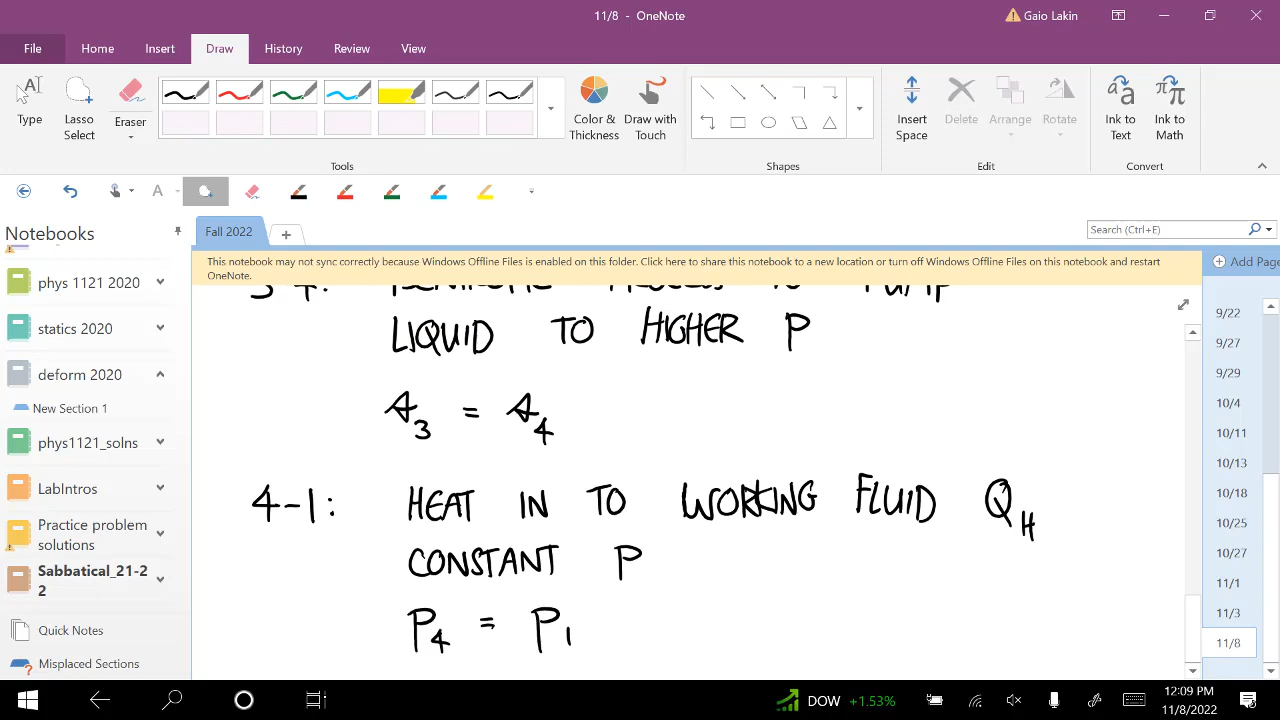 11/8 - OneNote
Gaio Lakin
File Home Insert Draw History Review View
Type
Lasso Select
Eraser
Color & Thickness
Draw with Touch
Insert Space
Delete
Arrange
Rotate
Ink to Text
Ink to Math
Tools
Shapes
Edit
Convert
Notebooks
Fall 2022
Search (Ctrl+E)
This notebook may not sync correctly because Windows Offline Files is enabled on this folder. Click here to share this notebook to a new location or turn off Windows Offline Files on this notebook and restart
OneNote.
Add Page
phys 1121 2020
statics 2020
deform 2020
New Section 1
phys1121_solns
LabIntros
Practice problem
solutions
Sabbatical_21-2
2
Quick Notes
Misplaced Sections
LIQUID TO HIGHER P
s3 = s4
4-1: HEAT IN TO WORKING FLUID QH
CONSTANT P
P4 = P1
9/22
9/27
9/29
10/4
10/11
10/13
10/18
10/25
10/27
11/1
11/3
11/8
DOW +1.53%
12:09 PM
11/8/2022